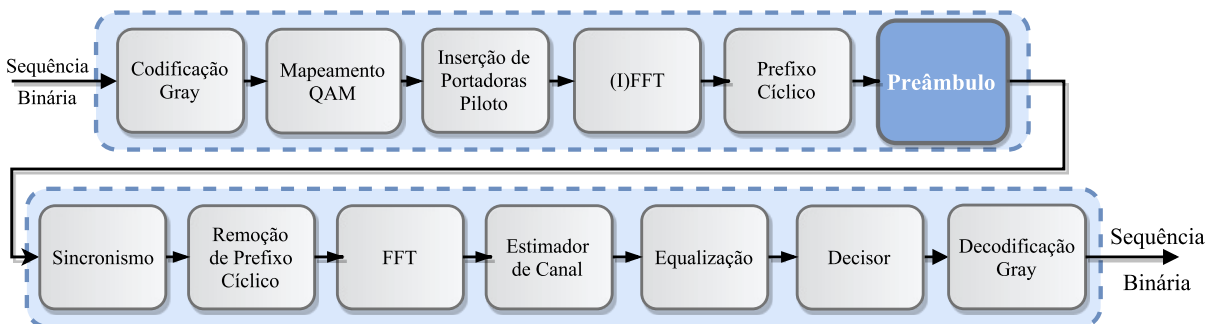 Sequência
Binária
Codificação
Gray
Mapeamento
QAM
Inserção de
Portadoras
Piloto
(I)FFT
Prefixo
Cíclico
Preâmbulo
Sincronismo
Remoção
de Prefixo
Cíclico
FFT
Estimador
de Canal
Equalização
Decisor
Decodificação
Gray
Sequência
Binária